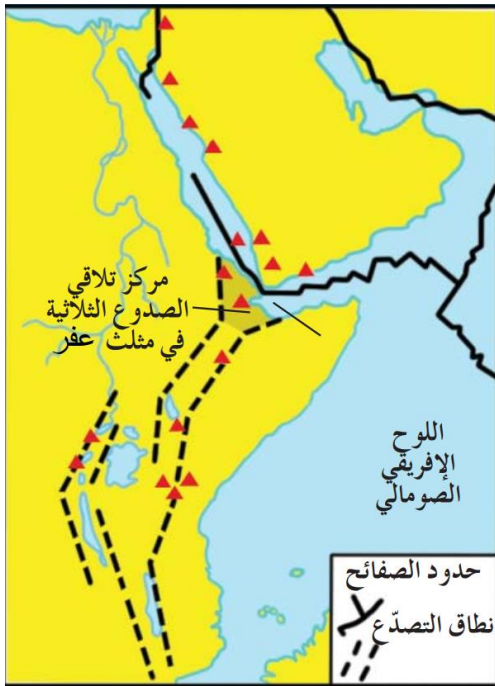 مركز تلاقي
الصدوع الثلاثية
في مثلث عفر
اللوح
الإفريقي
الصومالي
حدود الصفائح
نطاق التصدّع